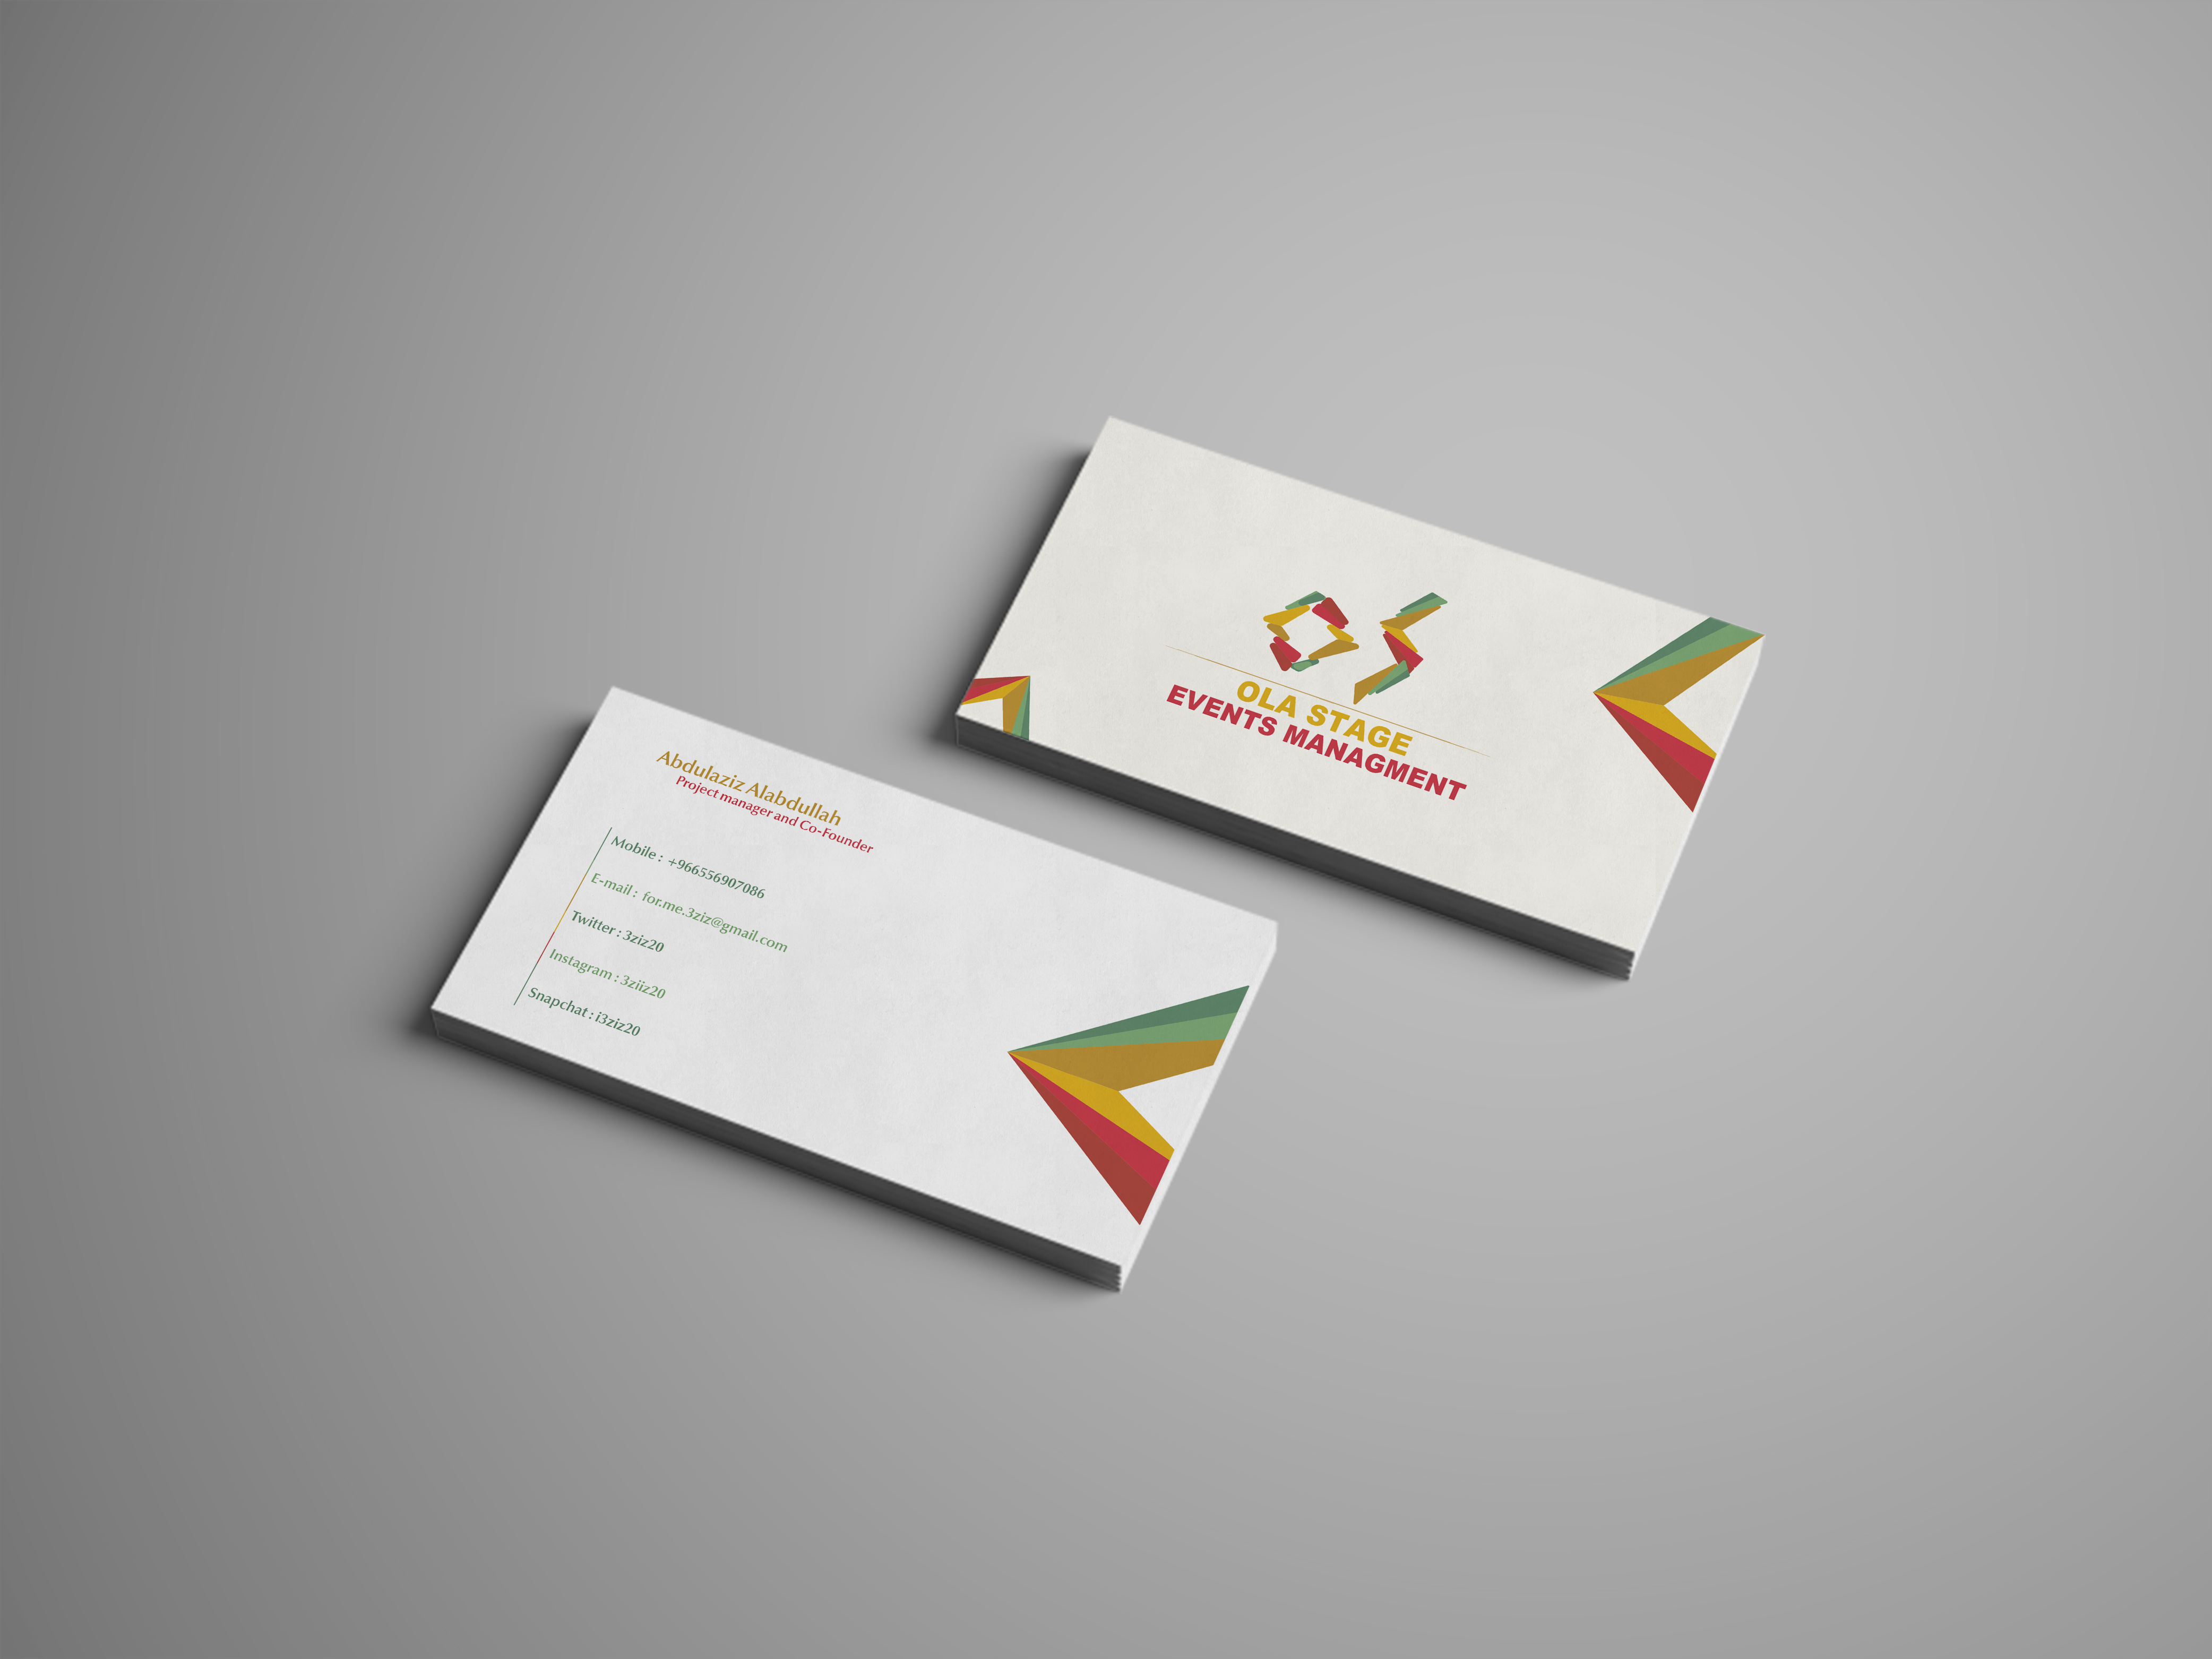 OLA STAGE
EVENTS MANAGMENT
Abdulaziz Alabdullah
Project manager and Co-Founder
Mobile : +966556907086
E-mail : for.me.3ziz@gmail.com
Twitter : 3ziz20
Instagram : 3ziiz20
Snapchat : i3ziz20